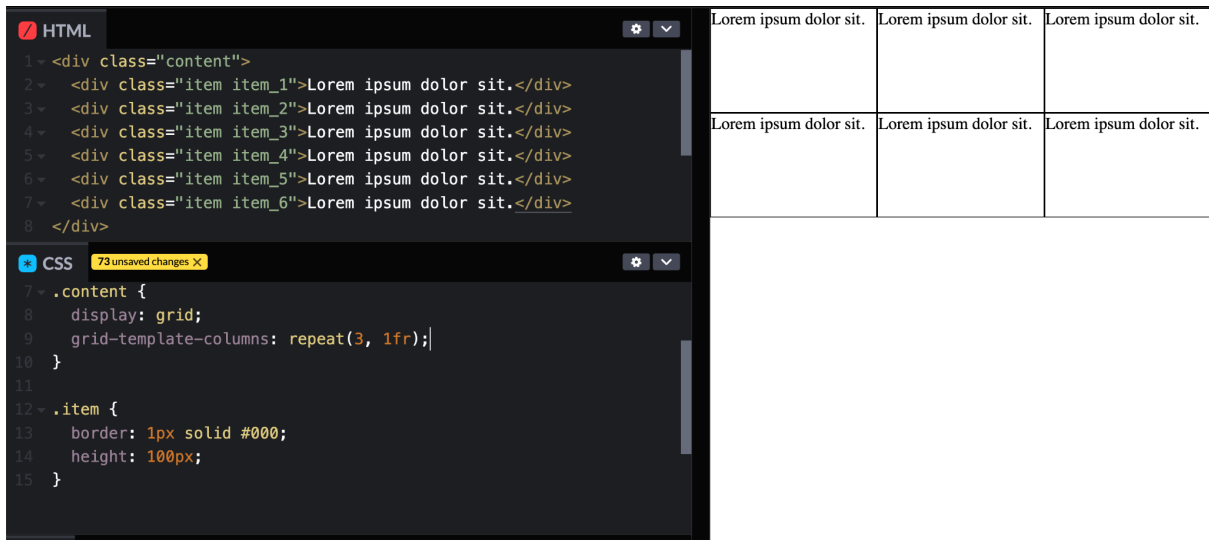 HTML
1 <div class="content">
2 <div class="item item_1">Lorem ipsum dolor sit.</div>
3 <div class="item item_2">Lorem ipsum dolor sit.</div>
4 <div class="item item_3">Lorem ipsum dolor sit.</div>
5 <div class="item item_4">Lorem ipsum dolor sit.</div>
6 <div class="item item_5">Lorem ipsum dolor sit.</div>
7 <div class="item item_6">Lorem ipsum dolor sit.</div>
8 </div>
CSS 73 unsaved changes X
7 .content {
8 display: grid;
9 grid-template-columns: repeat(3, 1fr);
10 }
11
12 .item {
13 border: 1px solid #000;
14 height: 100px;
15 }
Lorem ipsum dolor sit. Lorem ipsum dolor sit. Lorem ipsum dolor sit.
Lorem ipsum dolor sit. Lorem ipsum dolor sit. Lorem ipsum dolor sit.